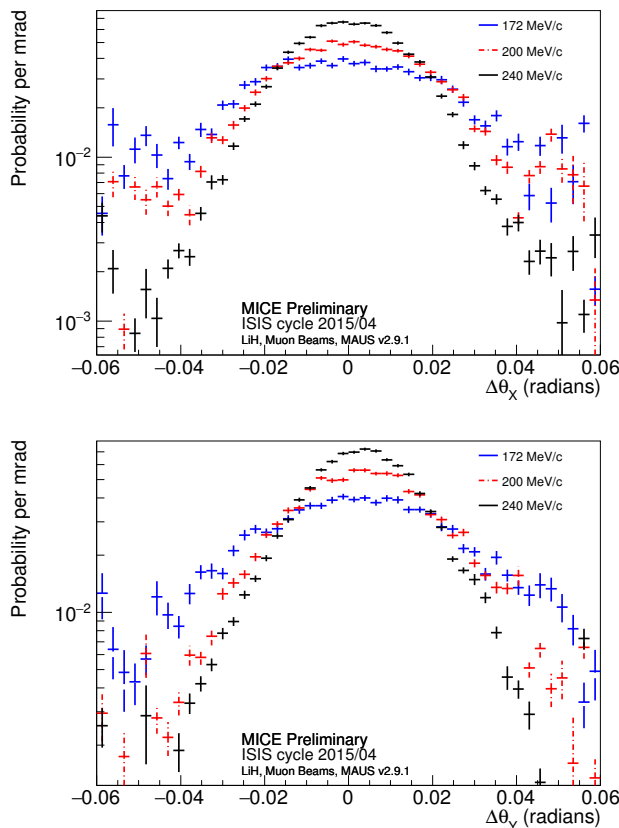 Probability per mrad
172 MeV/c
200 MeV/c
240 MeV/c
10⁻²
10⁻³
MICE Preliminary
ISIS cycle 2015/04
LiH, Muon Beams, MAUS v2.9.1
−0.06 −0.04 −0.02 0 0.02 0.04 0.06
Δθ_X (radians)
Probability per mrad
172 MeV/c
200 MeV/c
240 MeV/c
10⁻²
MICE Preliminary
ISIS cycle 2015/04
LiH, Muon Beams, MAUS v2.9.1
−0.06 −0.04 −0.02 0 0.02 0.04 0.06
Δθ_Y (radians)